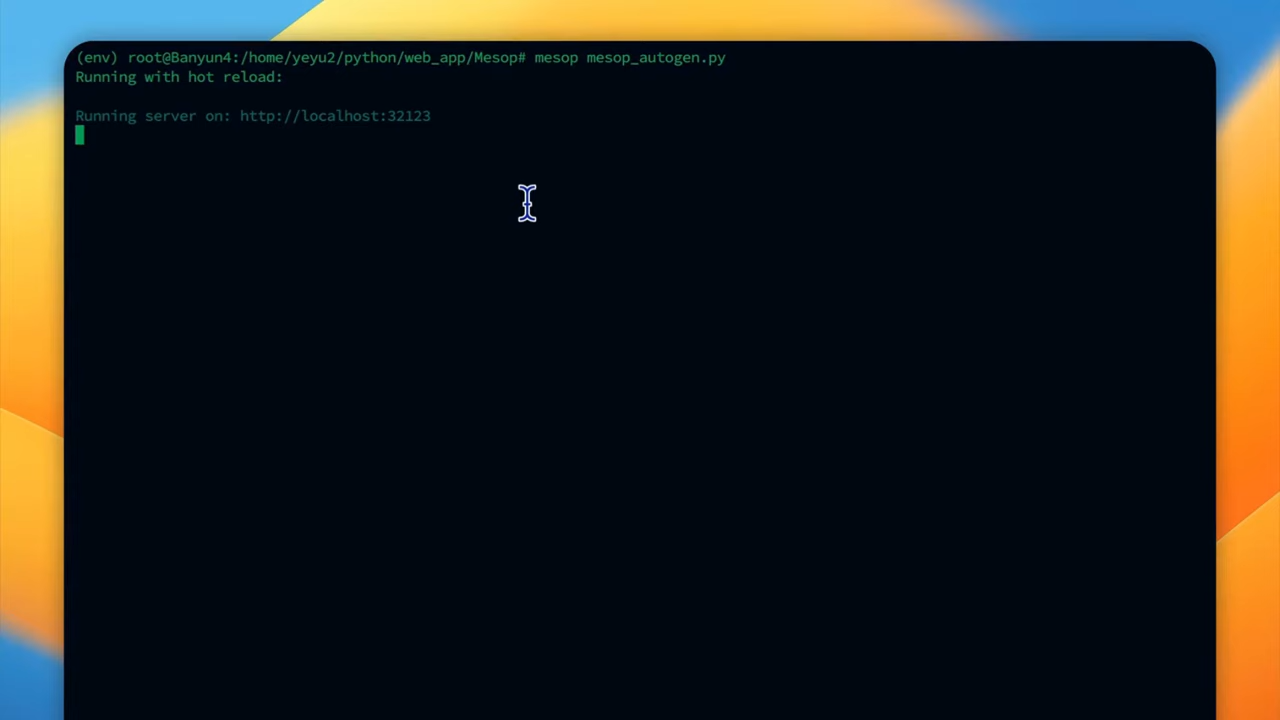 (env) root@Banyun4:/home/yeyu2/python/web_app/Mesop# mesop mesop_autogen.py
Running with hot reload:
Running server on: http://localhost:32123